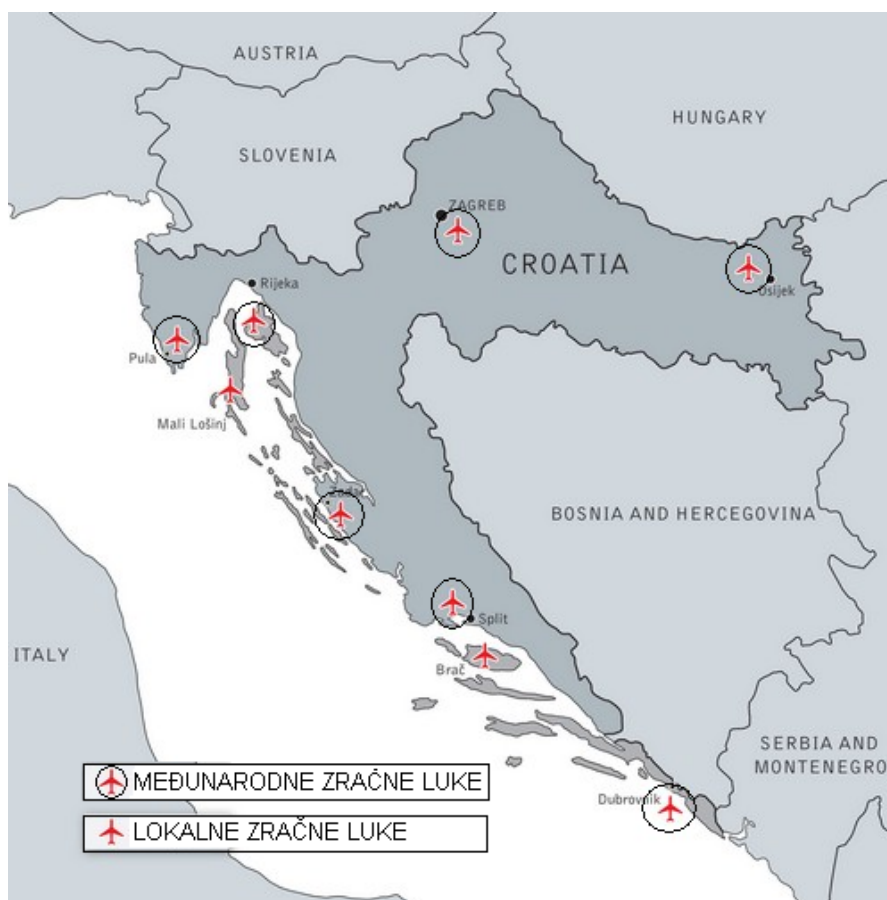 AUSTRIA
HUNGARY
SLOVENIA
ZAGREB
CROATIA
Rijeka
Osijek
Pula
Mali Lošinj
Zadar
BOSNIA AND HERCEGOVINA
Split
ITALY
Brač
SERBIA AND
MONTENEGRO
Dubrovnik
MEĐUNARODNE ZRAČNE LUKE
LOKALNE ZRAČNE LUKE